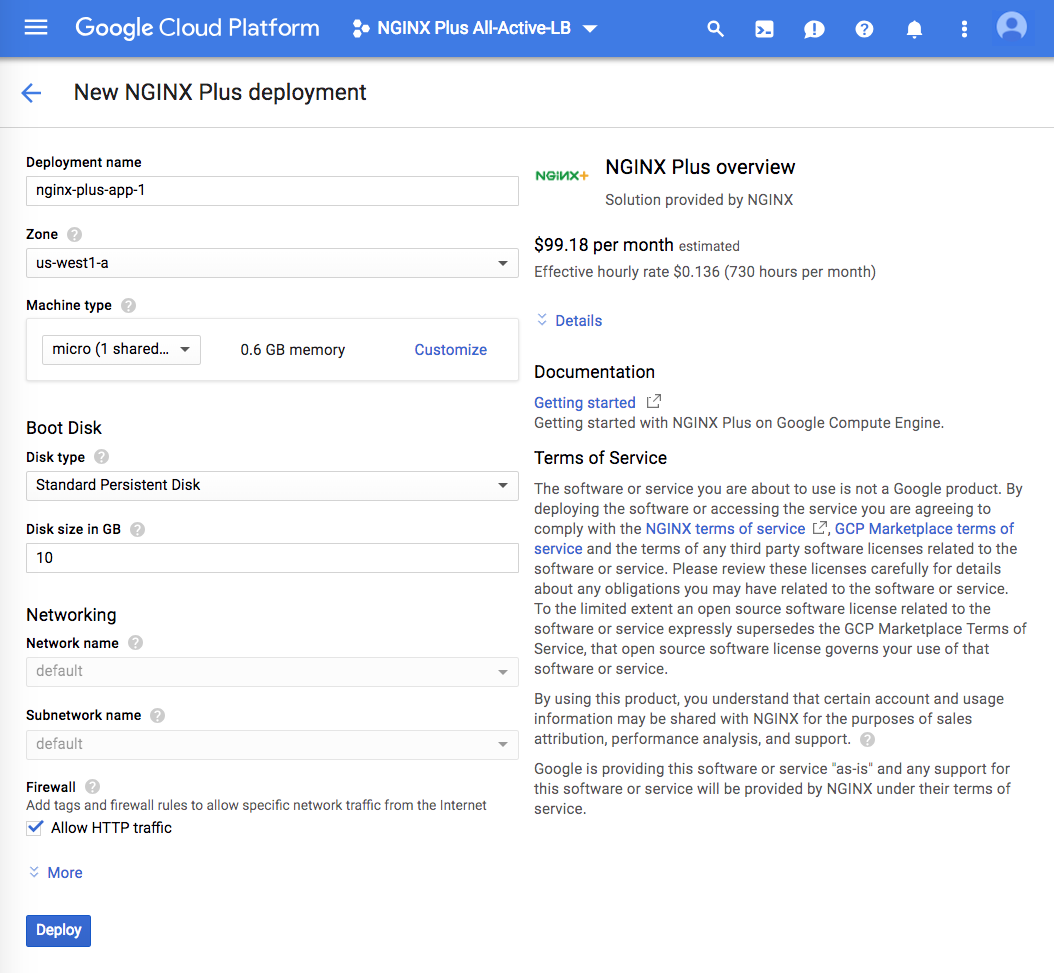 Google Cloud Platform
NGINX Plus All-Active-LB
New NGINX Plus deployment
Deployment name
nginx-plus-app-1
Zone
us-west1-a
Machine type
micro (1 shared...
0.6 GB memory
Customize
Boot Disk
Disk type
Standard Persistent Disk
Disk size in GB
10
Networking
Network name
default
Subnetwork name
default
Firewall
Add tags and firewall rules to allow specific network traffic from the Internet
Allow HTTP traffic
More
Deploy
NGINX+
NGINX Plus overview
Solution provided by NGINX
$99.18 per month estimated
Effective hourly rate $0.136 (730 hours per month)
Details
Documentation
Getting started
Getting started with NGINX Plus on Google Compute Engine.
Terms of Service
The software or service you are about to use is not a Google product. By
deploying the software or accessing the service you are agreeing to
comply with the NGINX terms of service, GCP Marketplace terms of
service and the terms of any third party software licenses related to the
software or service. Please review these licenses carefully for details
about any obligations you may have related to the software or service.
To the limited extent an open source software license related to the
software or service expressly supersedes the GCP Marketplace Terms of
Service, that open source software license governs your use of that
software or service.
By using this product, you understand that certain account and usage
information may be shared with NGINX for the purposes of sales
attribution, performance analysis, and support.
Google is providing this software or service "as-is" and any support for
this software or service will be provided by NGINX under their terms of
service.